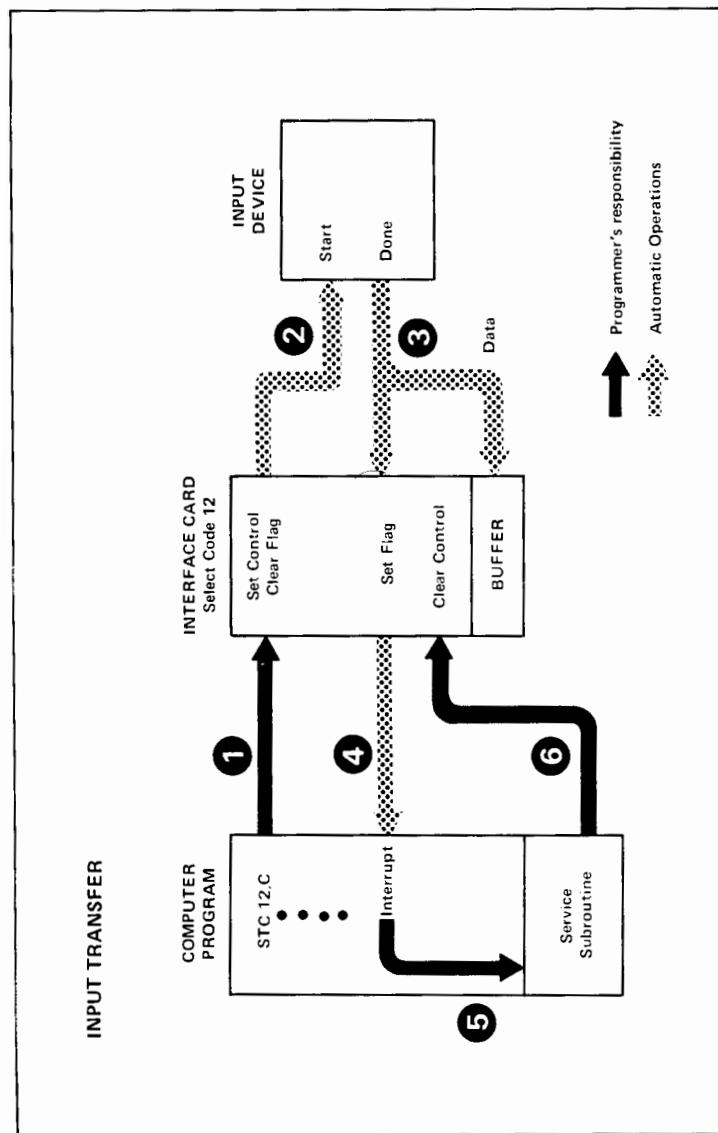 INPUT TRANSFER
COMPUTER
PROGRAM
STC 12,C
Interrupt
Service
Subroutine
1
4
5
6
INTERFACE CARD
Select Code 12
Set Control
Clear Flag
Set Flag
Clear Control
BUFFER
2
3
Data
INPUT
DEVICE
Start
Done
Programmer's responsibility
Automatic Operations